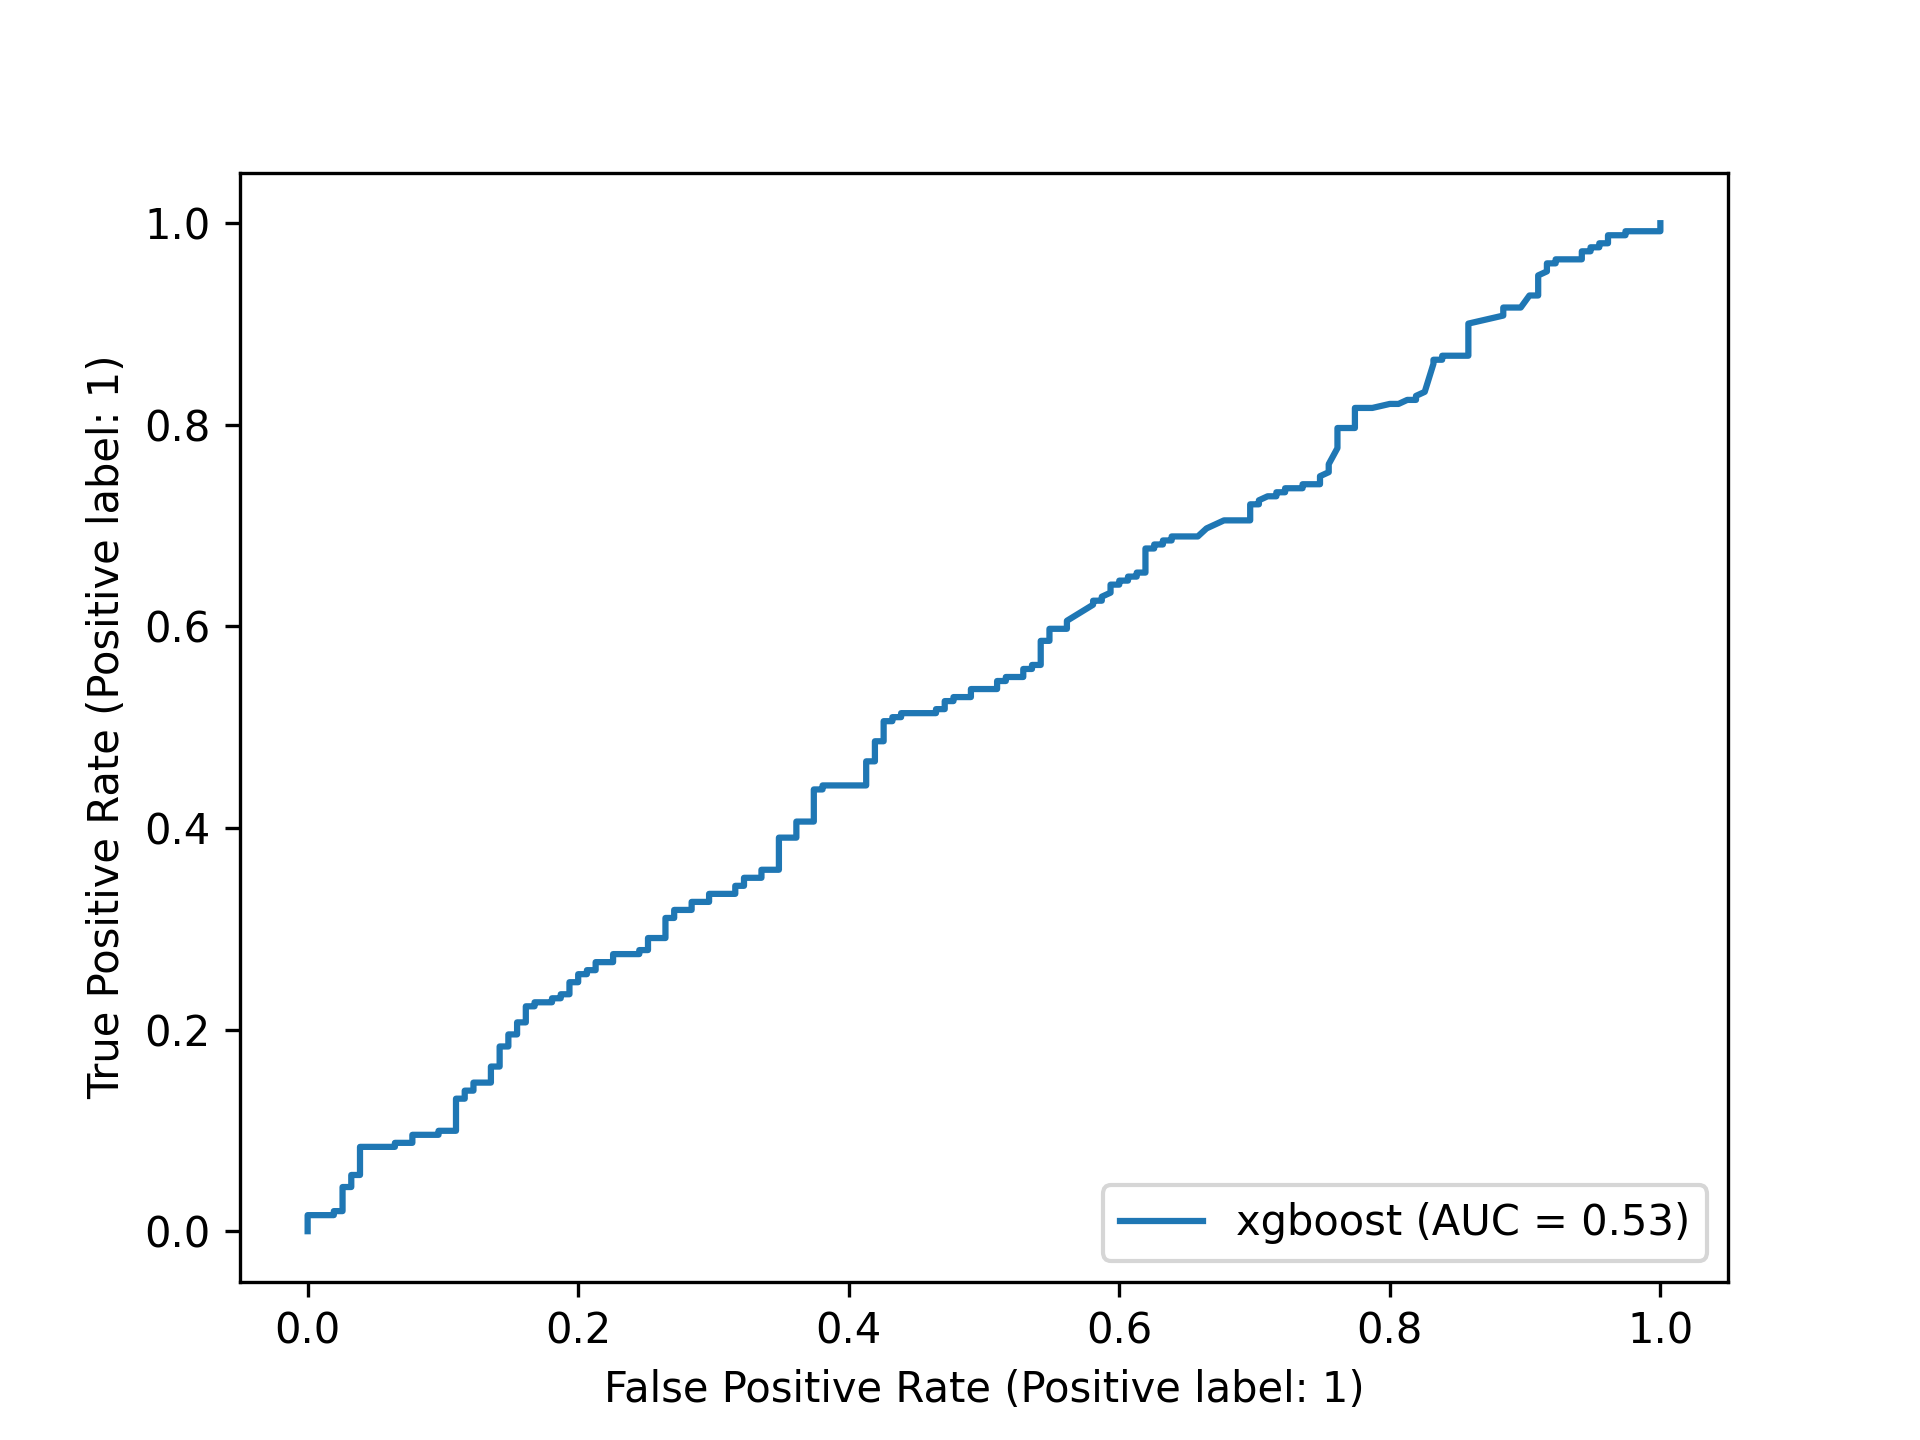 True Positive Rate (Positive label: 1)
1.0
0.8
0.6
0.4
0.2
0.0
xgboost (AUC = 0.53)
0.0 0.2 0.4 0.6 0.8 1.0
False Positive Rate (Positive label: 1)